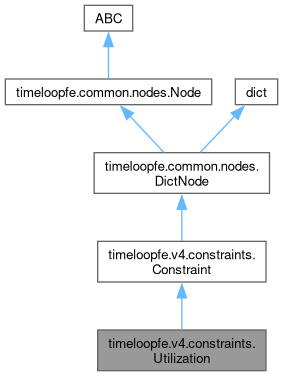 ABC
timeloopfe.common.nodes.Node
dict
timeloopfe.common.nodes.
DictNode
timeloopfe.v4.constraints.
Constraint
timeloopfe.v4.constraints.
Utilization